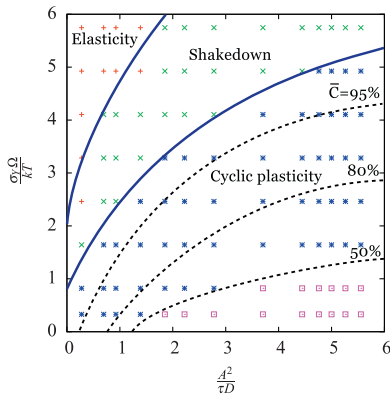 6
5
4
3
2
1
0
0
1
2
3
4
5
6
Elasticity
Shakedown
C̅=95%
Cyclic plasticity
80%
50%
σ_Y Ω / kT
A² / τD